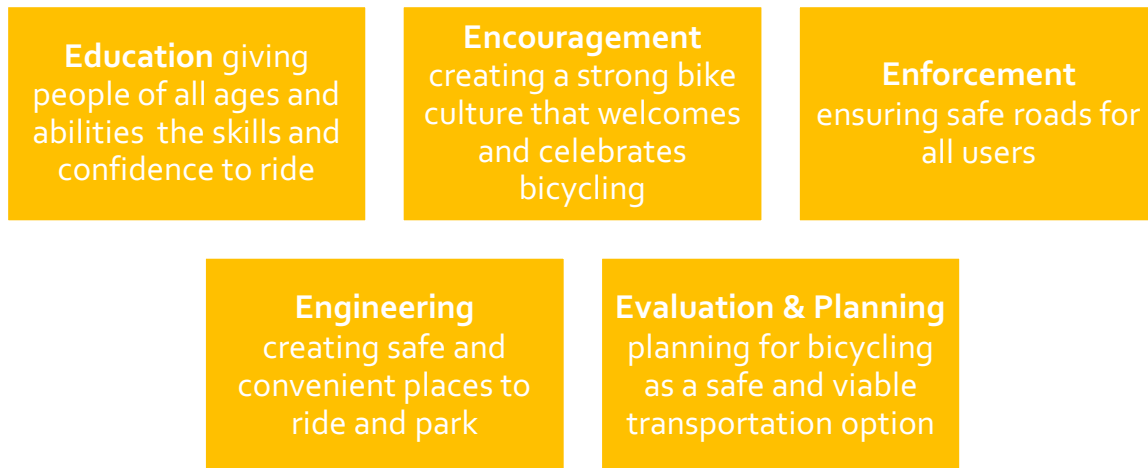 Education giving
people of all ages and
abilities the skills and
confidence to ride
Encouragement
creating a strong bike
culture that welcomes
and celebrates
bicycling
Enforcement
ensuring safe roads for
all users
Engineering
creating safe and
convenient places to
ride and park
Evaluation & Planning
planning for bicycling
as a safe and viable
transportation option